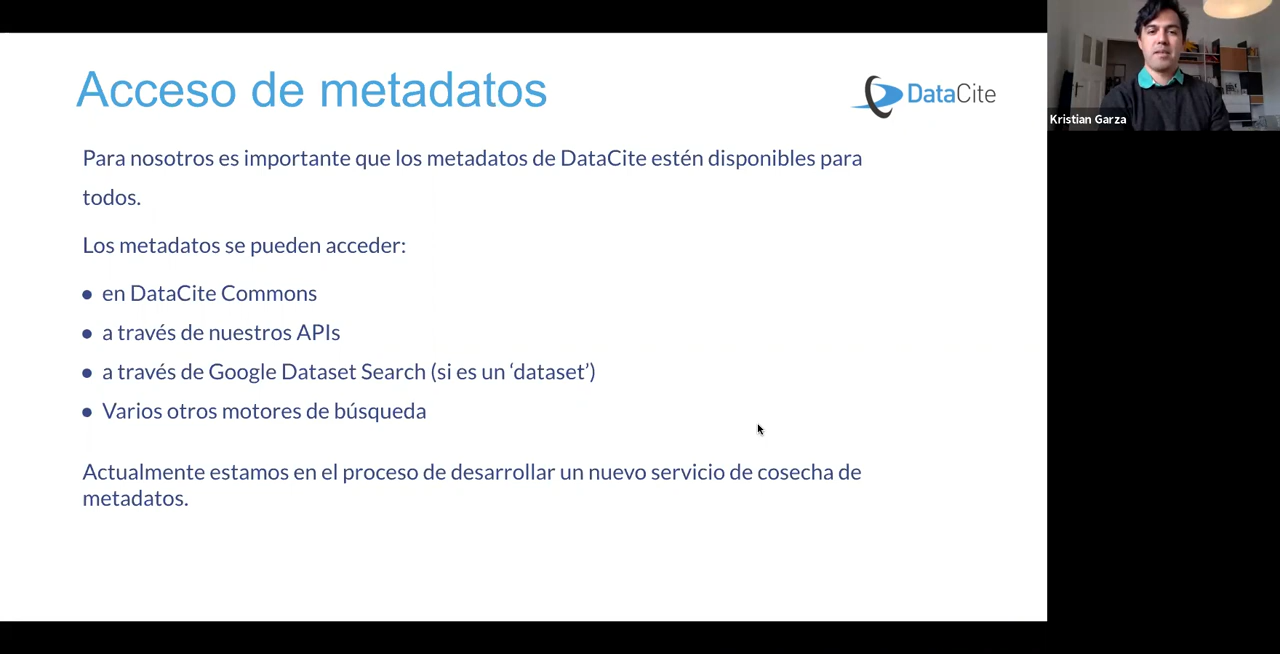 Acceso de metadatos
DataCite
Kristian Garza
Para nosotros es importante que los metadatos de DataCite estén disponibles para
todos.
Los metadatos se pueden acceder:
● en DataCite Commons
● a través de nuestros APIs
● a través de Google Dataset Search (si es un ‘dataset’)
● Varios otros motores de búsqueda
Actualmente estamos en el proceso de desarrollar un nuevo servicio de cosecha de
metadatos.